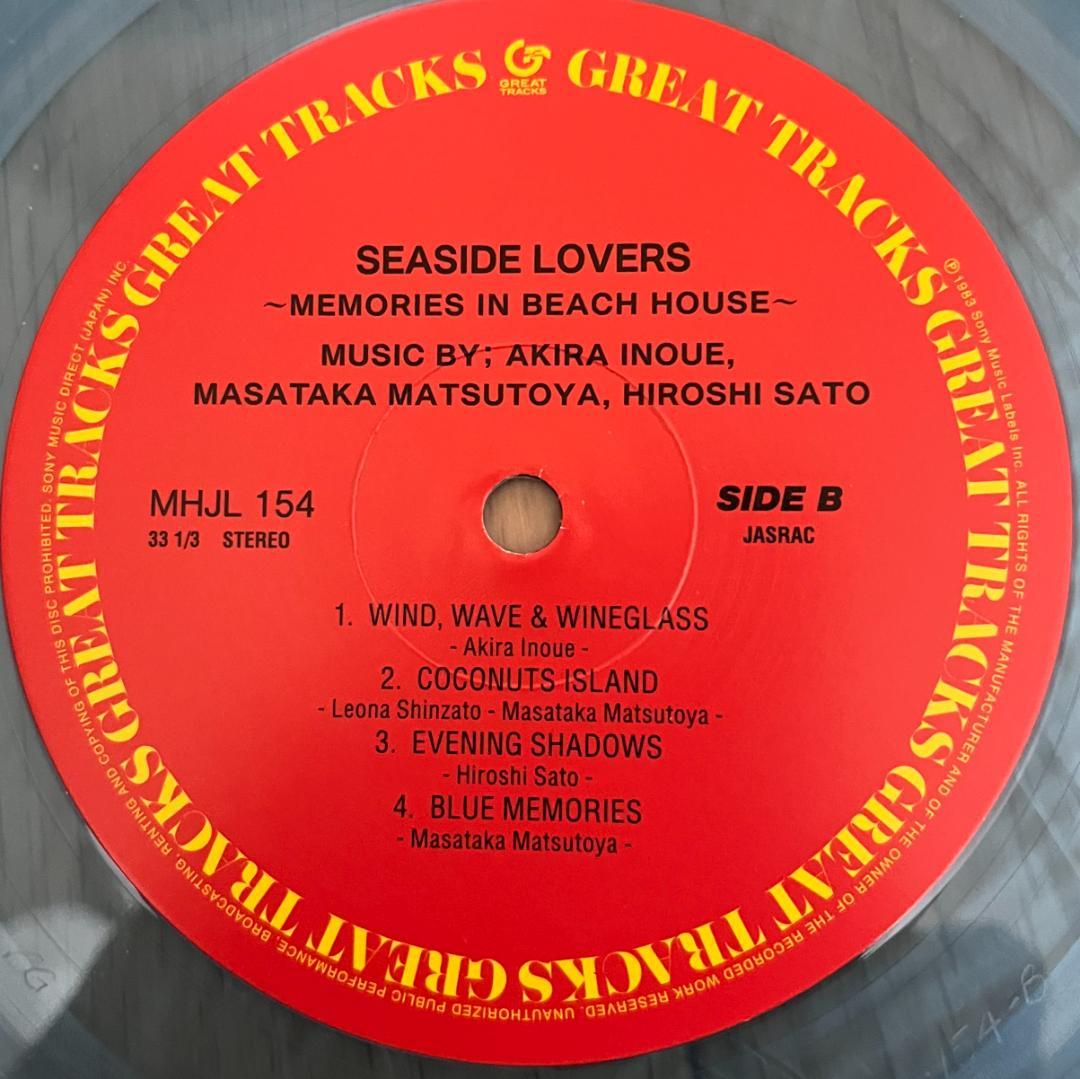 GREAT TRACKS
GREAT TRACKS GREAT TRACKS GREAT TRACKS GREAT TRACKS GREAT TRACKS GREAT TRACKS GREAT TRACKS
SEASIDE LOVERS
~MEMORIES IN BEACH HOUSE~
MUSIC BY; AKIRA INOUE,
MASATAKA MATSUTOYA, HIROSHI SATO
MHJL 154
33 1/3 STEREO
SIDE B
JASRAC
1. WIND, WAVE & WINEGLASS
- Akira Inoue -
2. COCONUTS ISLAND
- Leona Shinzato - Masataka Matsutoya -
3. EVENING SHADOWS
- Hiroshi Sato -
4. BLUE MEMORIES
- Masataka Matsutoya -
℗1983 Sony Music Labels Inc. ALL RIGHTS OF THE MANUFACTURER AND OF THE OWNER OF THE RECORDED WORK RESERVED. UNAUTHORIZED PUBLIC PERFORMANCE, BROADCASTING, RENTING AND COPYING OF THIS DISC PROHIBITED. SONY MUSIC DIRECT (JAPAN) INC.